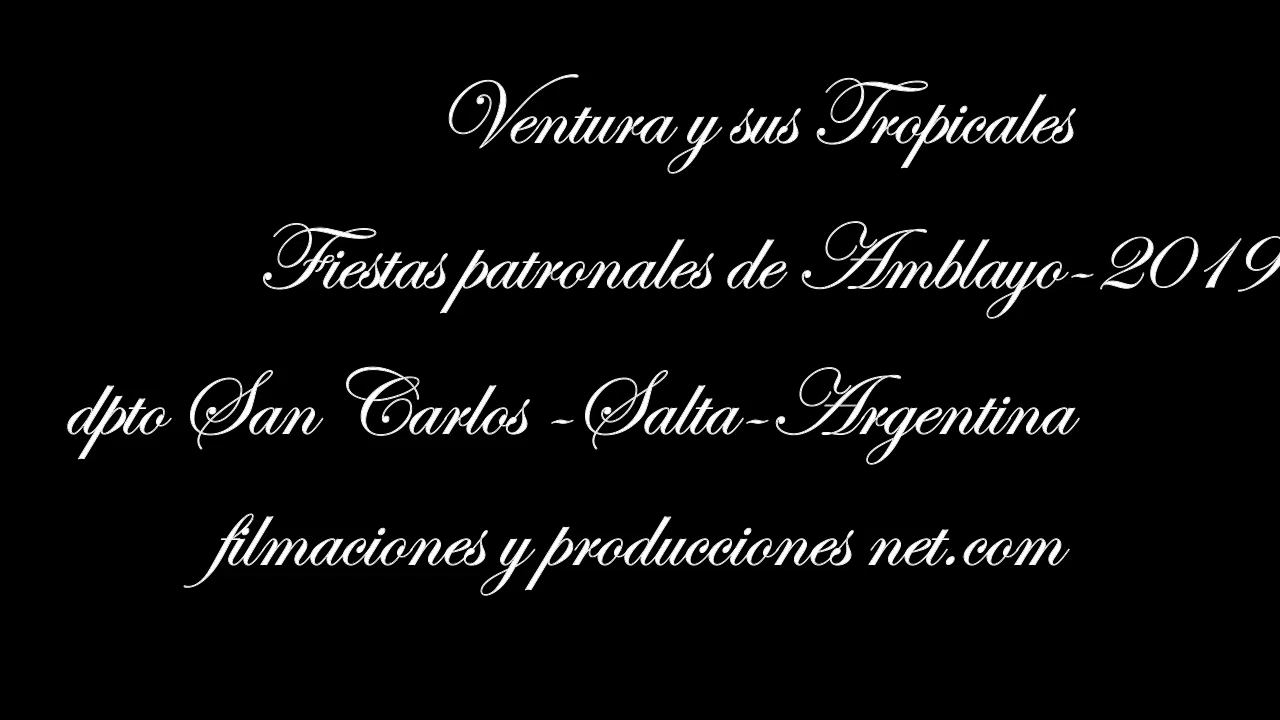 Ventura y sus Tropicales
Fiestas patronales de Amblayo-2019
dpto San Carlos -Salta-Argentina
filmaciones y producciones net.com